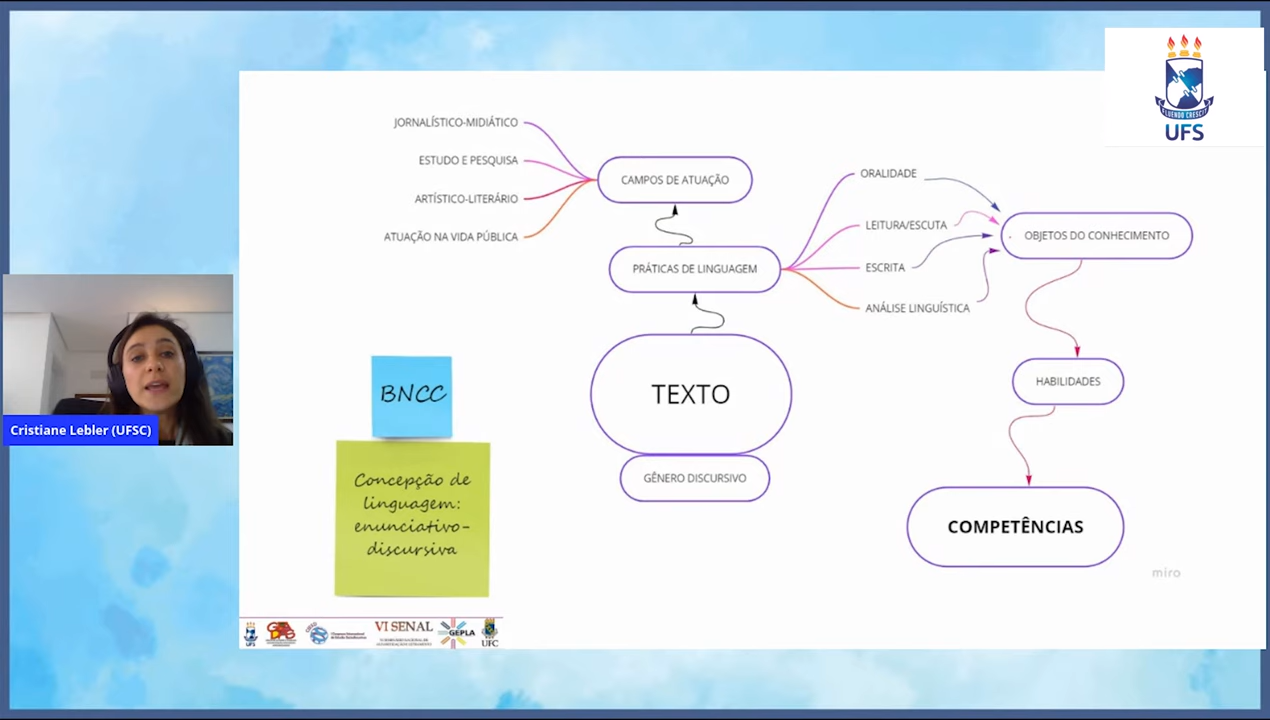 UFS
JORNALÍSTICO-MIDIÁTICO
ESTUDO E PESQUISA
ARTÍSTICO-LITERÁRIO
ATUAÇÃO NA VIDA PÚBLICA
CAMPOS DE ATUAÇÃO
PRÁTICAS DE LINGUAGEM
ORALIDADE
LEITURA/ESCUTA
ESCRITA
ANÁLISE LINGUÍSTICA
OBJETOS DO CONHECIMENTO
HABILIDADES
COMPETÊNCIAS
TEXTO
GÊNERO DISCURSIVO
BNCC
Concepção de
linguagem:
enunciativo-
discursiva
Cristiane Lebler (UFSC)
miro
UFS
VI SENAL
GEPLA
UFC